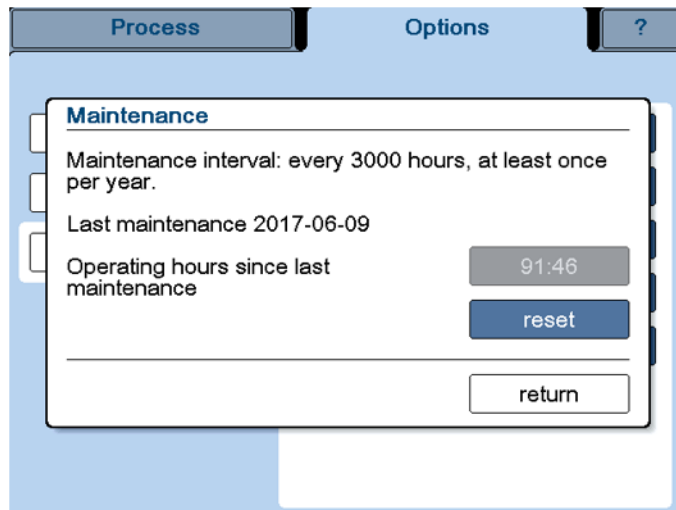 Process
Options
?
Maintenance
Maintenance interval: every 3000 hours, at least once
per year.
Last maintenance 2017-06-09
Operating hours since last
maintenance
91:46
reset
return